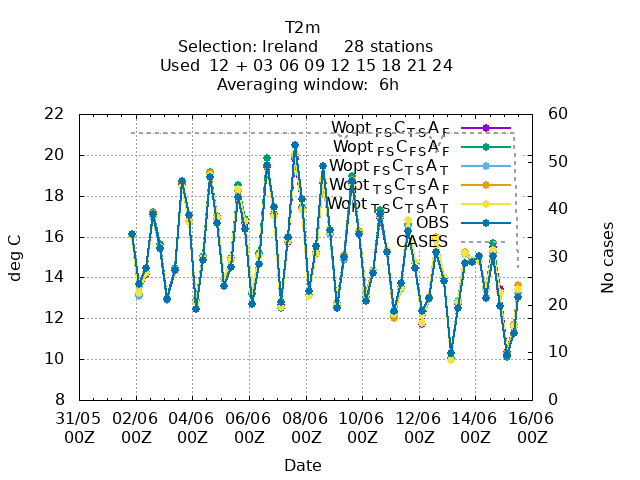 T2m
Selection: Ireland 28 stations
Used 12 + 03 06 09 12 15 18 21 24
Averaging window: 6h
22
20
18
16
14
12
10
8
60
50
40
30
20
10
0
deg C
No cases
Wopt FS C TS A F
Wopt FS C FS A F
Wopt FS C TS A T
Wopt TS C TS A F
Wopt TS C TS A T
OBS
CASES
31/05 02/06 04/06 06/06 08/06 10/06 12/06 14/06 16/06
00Z 00Z 00Z 00Z 00Z 00Z 00Z 00Z 00Z
Date